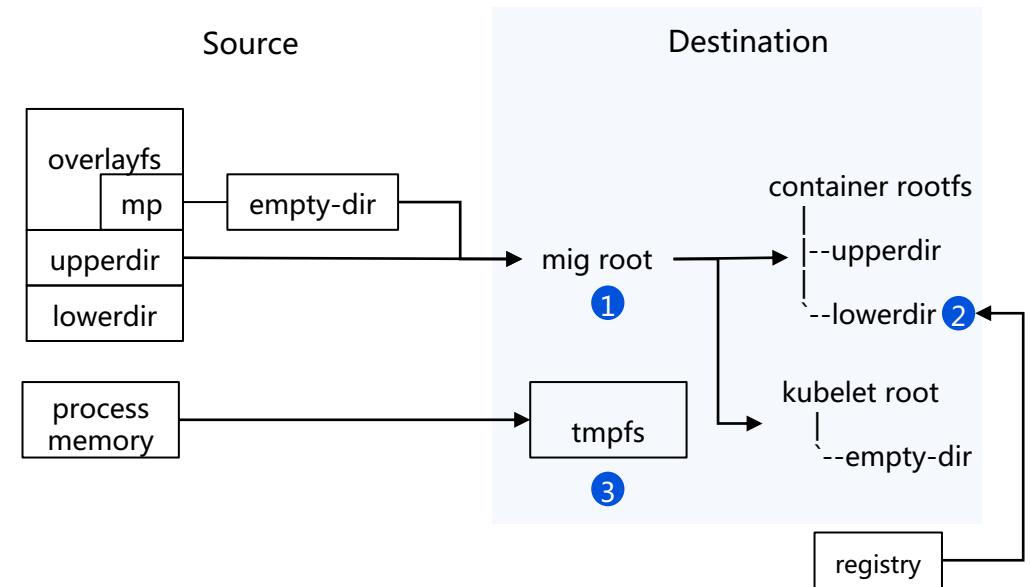 Source
Destination
overlayfs
mp
empty-dir
upperdir
lowerdir
process
memory
mig root
1
tmpfs
3
container rootfs
|
|--upperdir
|
`--lowerdir 2
kubelet root
|
`--empty-dir
registry